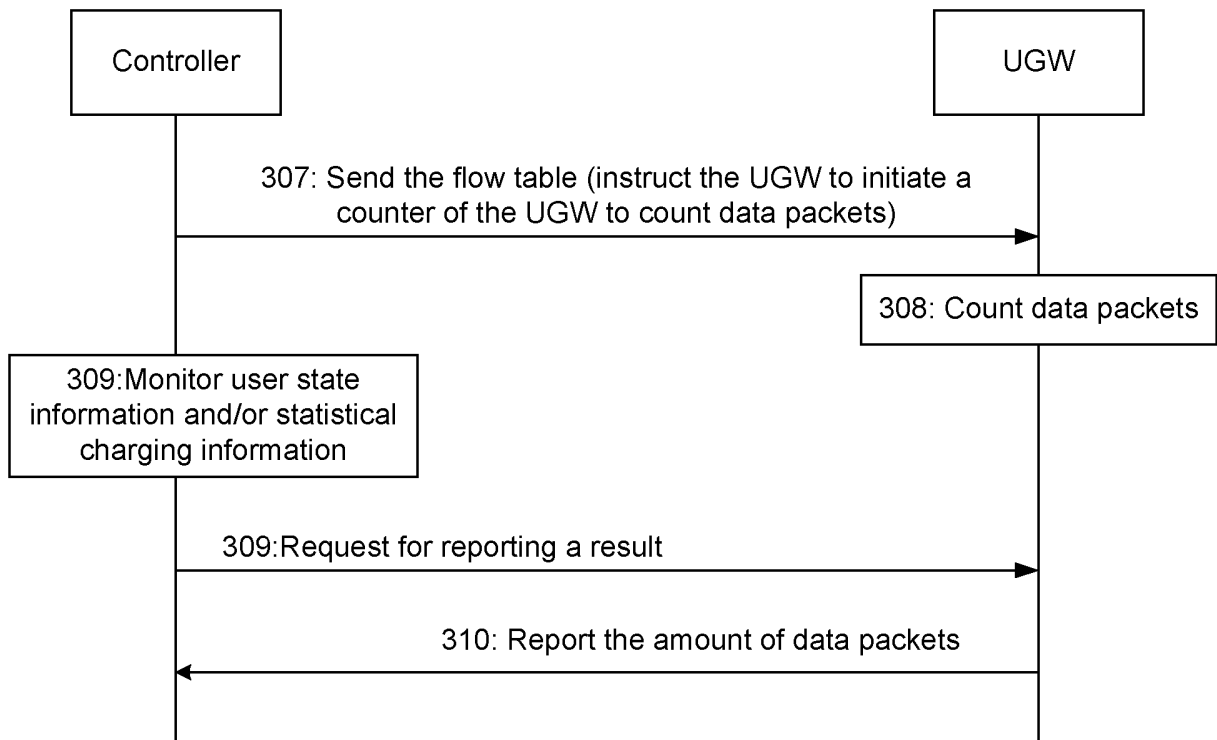 Controller
UGW
307: Send the flow table (instruct the UGW to initiate a
counter of the UGW to count data packets)
308: Count data packets
309:Monitor user state
information and/or statistical
charging information
309:Request for reporting a result
310: Report the amount of data packets